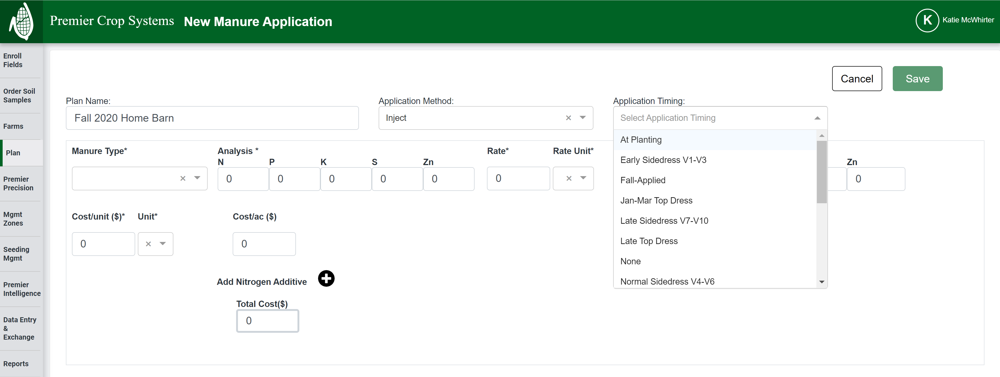 Premier Crop Systems New Manure Application
K Katie McWhirter
Enroll
Fields
Order Soil
Samples
Farms
Plan
Premier
Precision
Mgmt
Zones
Seeding
Mgmt
Premier
Intelligence
Data Entry
&
Exchange
Reports
Cancel Save
Plan Name: Application Method: Application Timing:
Fall 2020 Home Barn Inject Select Application Timing
At Planting
Early Sidedress V1-V3
Fall-Applied
Jan-Mar Top Dress
Late Sidedress V7-V10
Late Top Dress
None
Normal Sidedress V4-V6
Manure Type* Analysis * Rate* Rate Unit*
N P K S Zn Zn
0 0 0 0 0 0 0
Cost/unit ($)* Unit* Cost/ac ($)
0 0
Add Nitrogen Additive
Total Cost($)
0